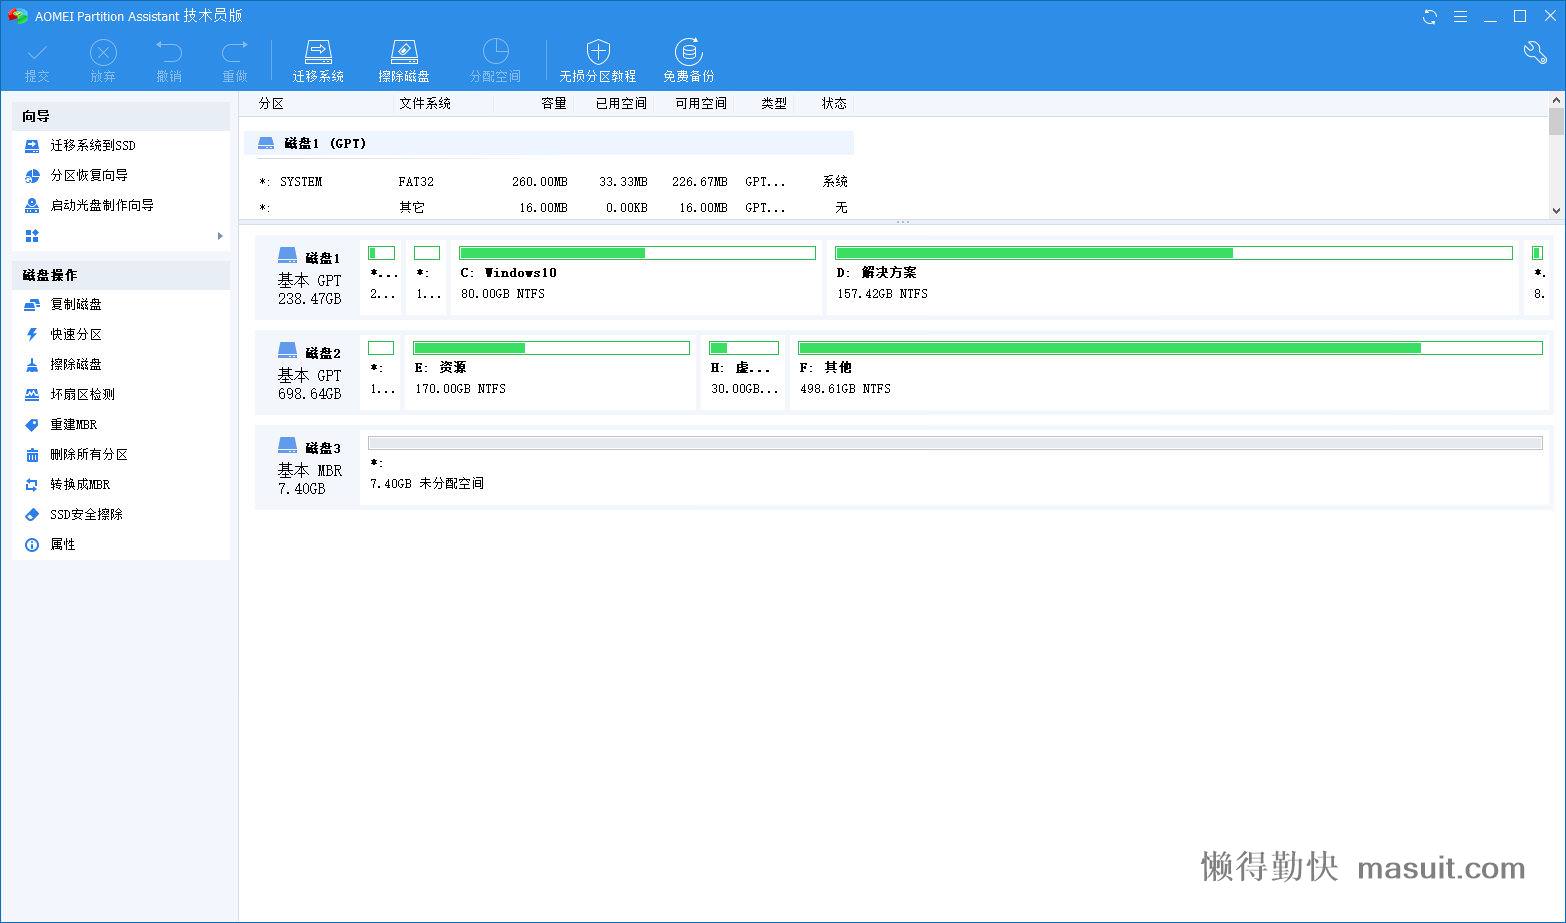 AOMEI Partition Assistant 技术员版
提交 放弃 撤销 重做 迁移系统 擦除磁盘 分配空间 无损分区教程 免费备份
向导
迁移系统到SSD
分区恢复向导
启动光盘制作向导
磁盘操作
复制磁盘
快速分区
擦除磁盘
坏扇区检测
重建MBR
删除所有分区
转换成MBR
SSD安全擦除
属性
分区 文件系统 容量 已用空间 可用空间 类型 状态
磁盘1 (GPT)
*: SYSTEM FAT32 260.00MB 33.33MB 226.67MB GPT... 系统
*: 其它 16.00MB 0.00KB 16.00MB GPT... 无
磁盘1
基本 GPT
238.47GB
*... *: C: Windows10 D: 解决方案 *.
2... 1... 80.00GB NTFS 157.42GB NTFS 8.
磁盘2
基本 GPT
698.64GB
*: E: 资源 H: 虚... F: 其他
1... 170.00GB NTFS 30.00GB... 498.61GB NTFS
磁盘3
基本 MBR
7.40GB
*:
7.40GB 未分配空间
懒得勤快 masuit.com